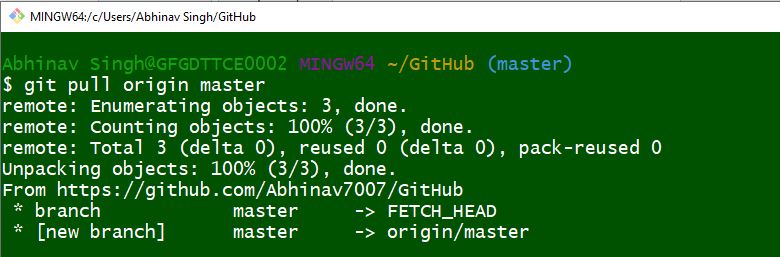 MINGW64:/c/Users/Abhinav Singh/GitHub
Abhinav Singh@GFGDTTCE0002 MINGW64 ~/GitHub (master)
$ git pull origin master
remote: Enumerating objects: 3, done.
remote: Counting objects: 100% (3/3), done.
remote: Total 3 (delta 0), reused 0 (delta 0), pack-reused 0
Unpacking objects: 100% (3/3), done.
From https://github.com/Abhinav7007/GitHub
 * branch            master     -> FETCH_HEAD
 * [new branch]      master     -> origin/master